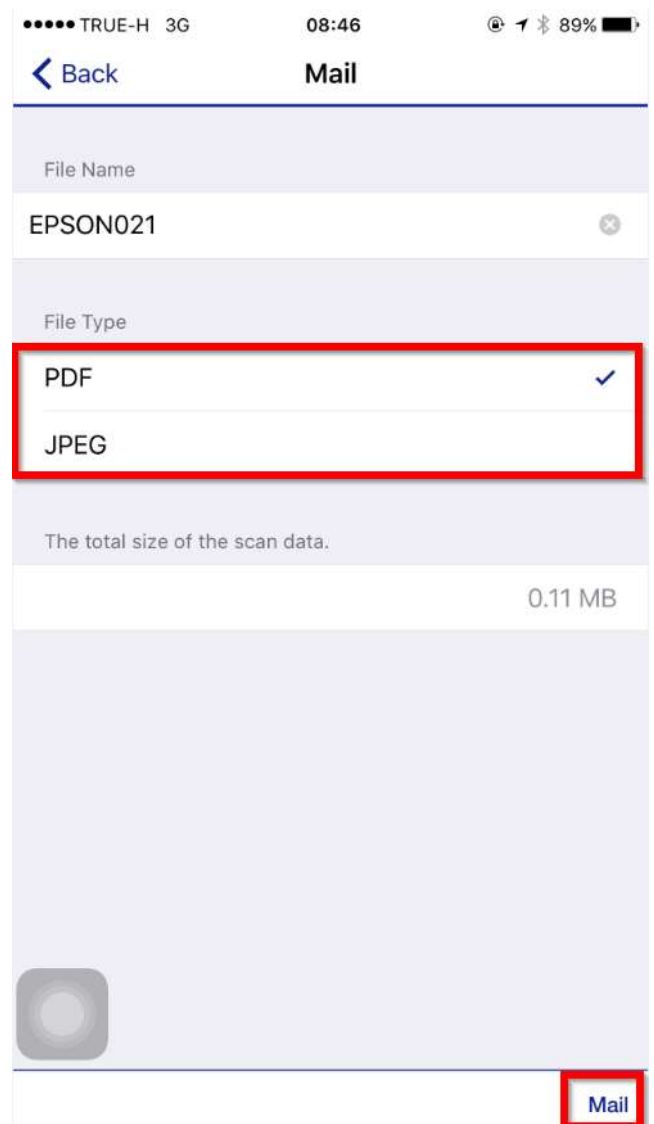 TRUE-H 3G 08:46 89%
Back Mail
File Name
EPSON021
File Type
PDF
JPEG
The total size of the scan data.
0.11 MB
Mail